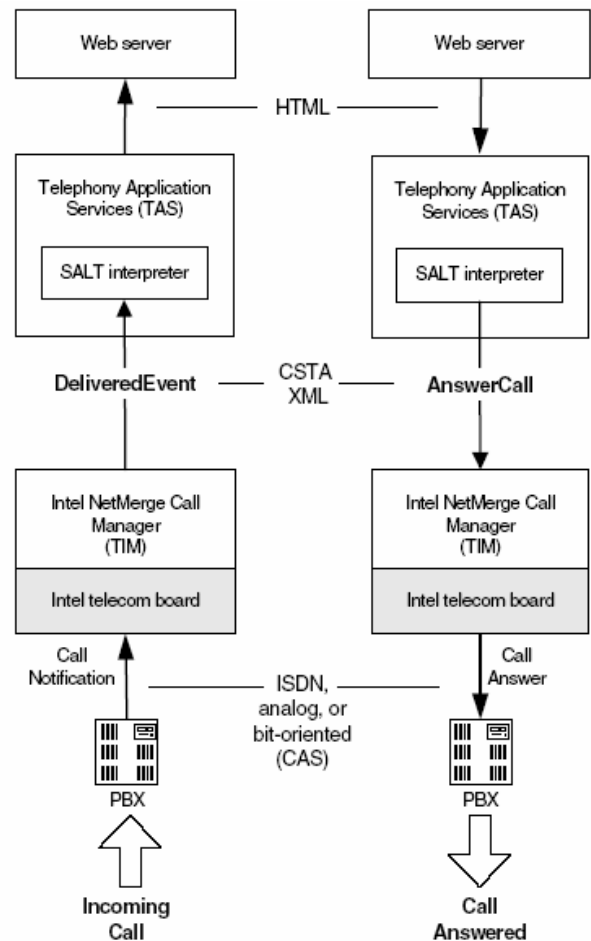 Web server
Web server
HTML
Telephony Application
Services (TAS)
SALT interpreter
Telephony Application
Services (TAS)
SALT interpreter
DeliveredEvent
CSTA
XML
AnswerCall
Intel NetMerge Call
Manager
(TIM)
Intel telecom board
Intel NetMerge Call
Manager
(TIM)
Intel telecom board
Call
Notification
ISDN,
analog, or
bit-oriented
(CAS)
Call
Answer
PBX
PBX
Incoming
Call
Call
Answered